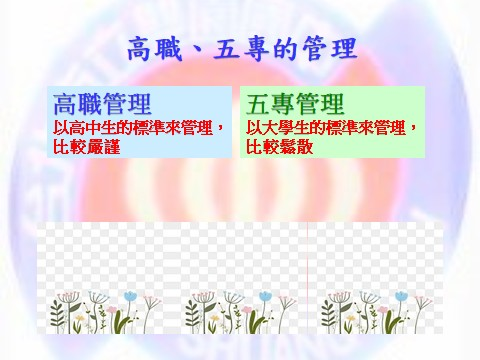 高職、五專的管理
高職管理
以高中生的標準來管理，
比較嚴謹
五專管理
以大學生的標準來管理，
比較鬆散